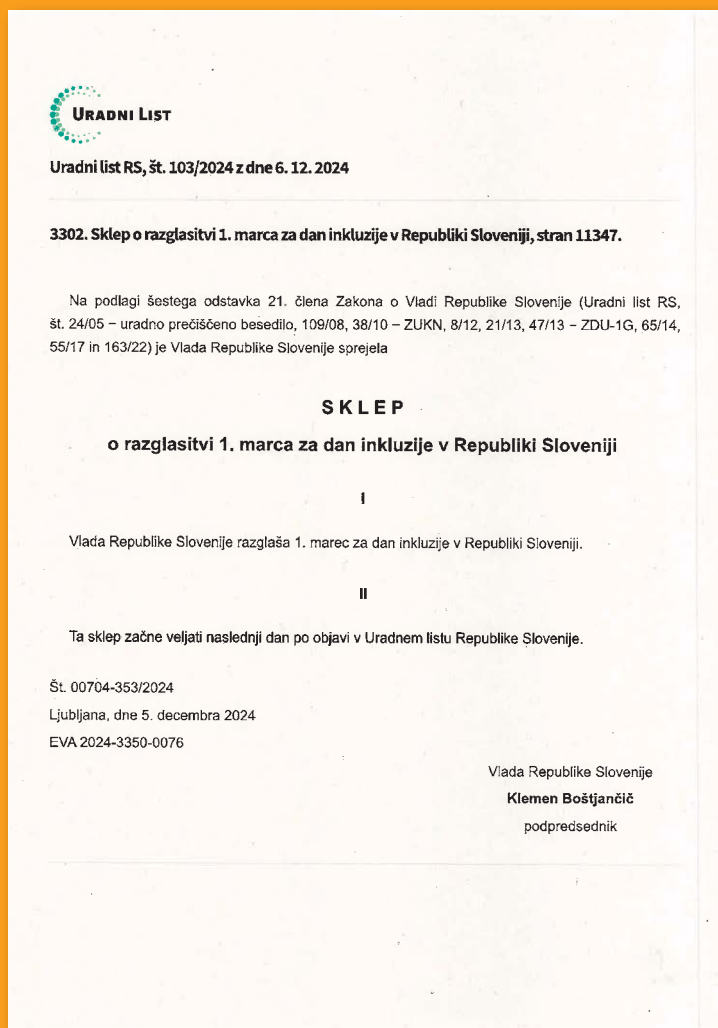 URADNI LIST
Uradni list RS, št. 103/2024 z dne 6. 12. 2024
3302. Sklep o razglasitvi 1. marca za dan inkluzije v Republiki Sloveniji, stran 11347.
Na podlagi šestega odstavka 21. člena Zakona o Vladi Republike Slovenije (Uradni list RS,
št. 24/05 – uradno prečiščeno besedilo, 109/08, 38/10 – ZUKN, 8/12, 21/13, 47/13 – ZDU-1G, 65/14,
55/17 in 163/22) je Vlada Republike Slovenije sprejela
SKLEP
o razglasitvi 1. marca za dan inkluzije v Republiki Sloveniji
I
Vlada Republike Slovenije razglaša 1. marec za dan inkluzije v Republiki Sloveniji.
II
Ta sklep začne veljati naslednji dan po objavi v Uradnem listu Republike Slovenije.
Št. 00704-353/2024
Ljubljana, dne 5. decembra 2024
EVA 2024-3350-0076
Vlada Republike Slovenije
Klemen Boštjančič
podpredsednik